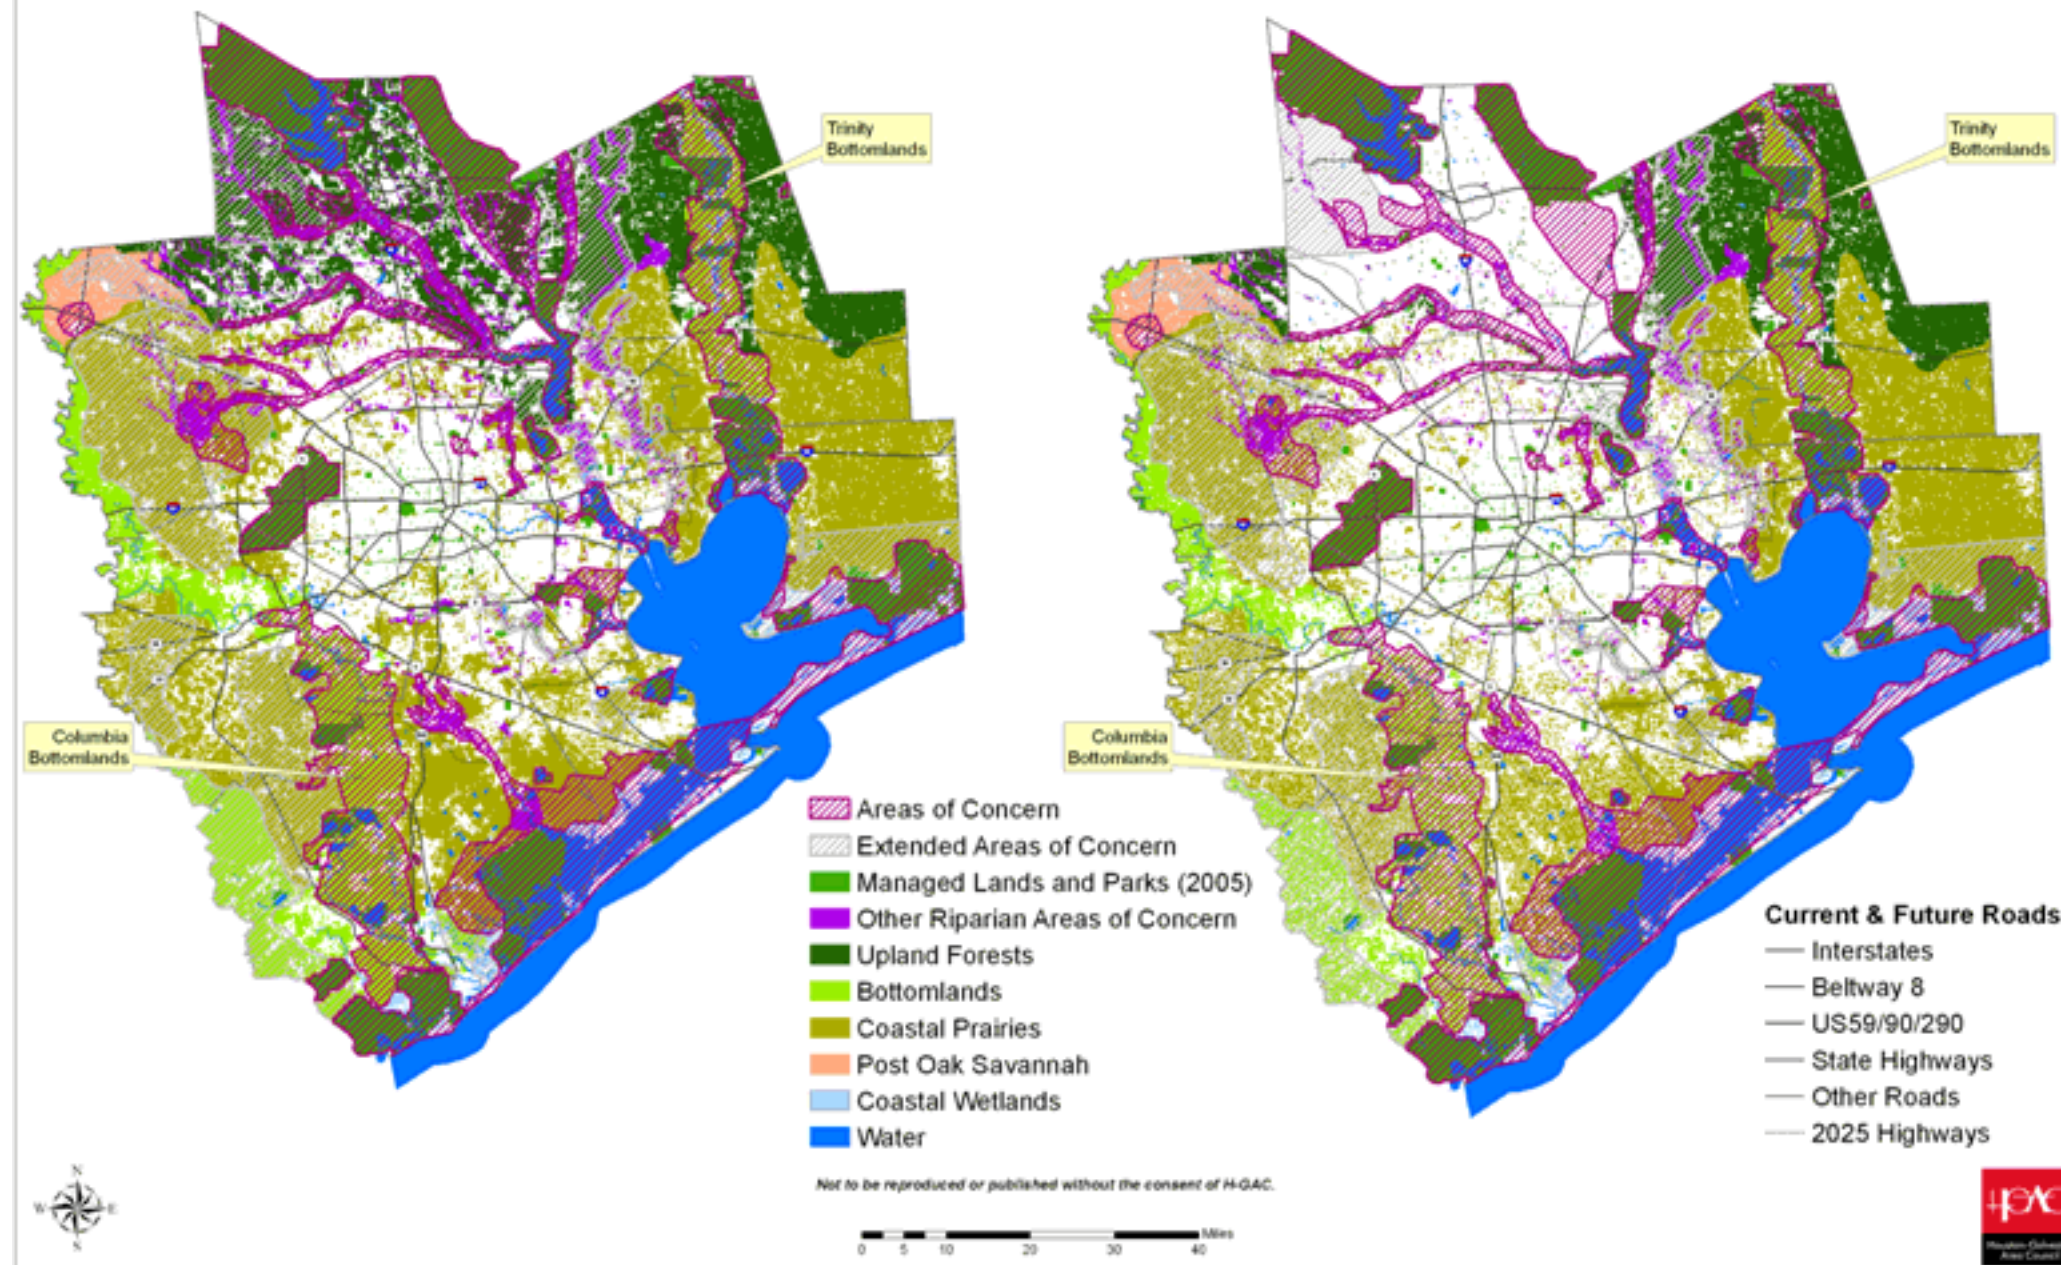 Trinity
Bottomlands
Trinity
Bottomlands
Columbia
Bottomlands
Columbia
Bottomlands
Areas of Concern
Extended Areas of Concern
Managed Lands and Parks (2005)
Other Riparian Areas of Concern
Upland Forests
Bottomlands
Coastal Prairies
Post Oak Savannah
Coastal Wetlands
Water
Current & Future Roads
Interstates
Beltway 8
US59/90/290
State Highways
Other Roads
2025 Highways
Not to be reproduced or published without the consent of H-GAC.
N
W E
S
Miles
0 5 10 20 30 40
Area Council